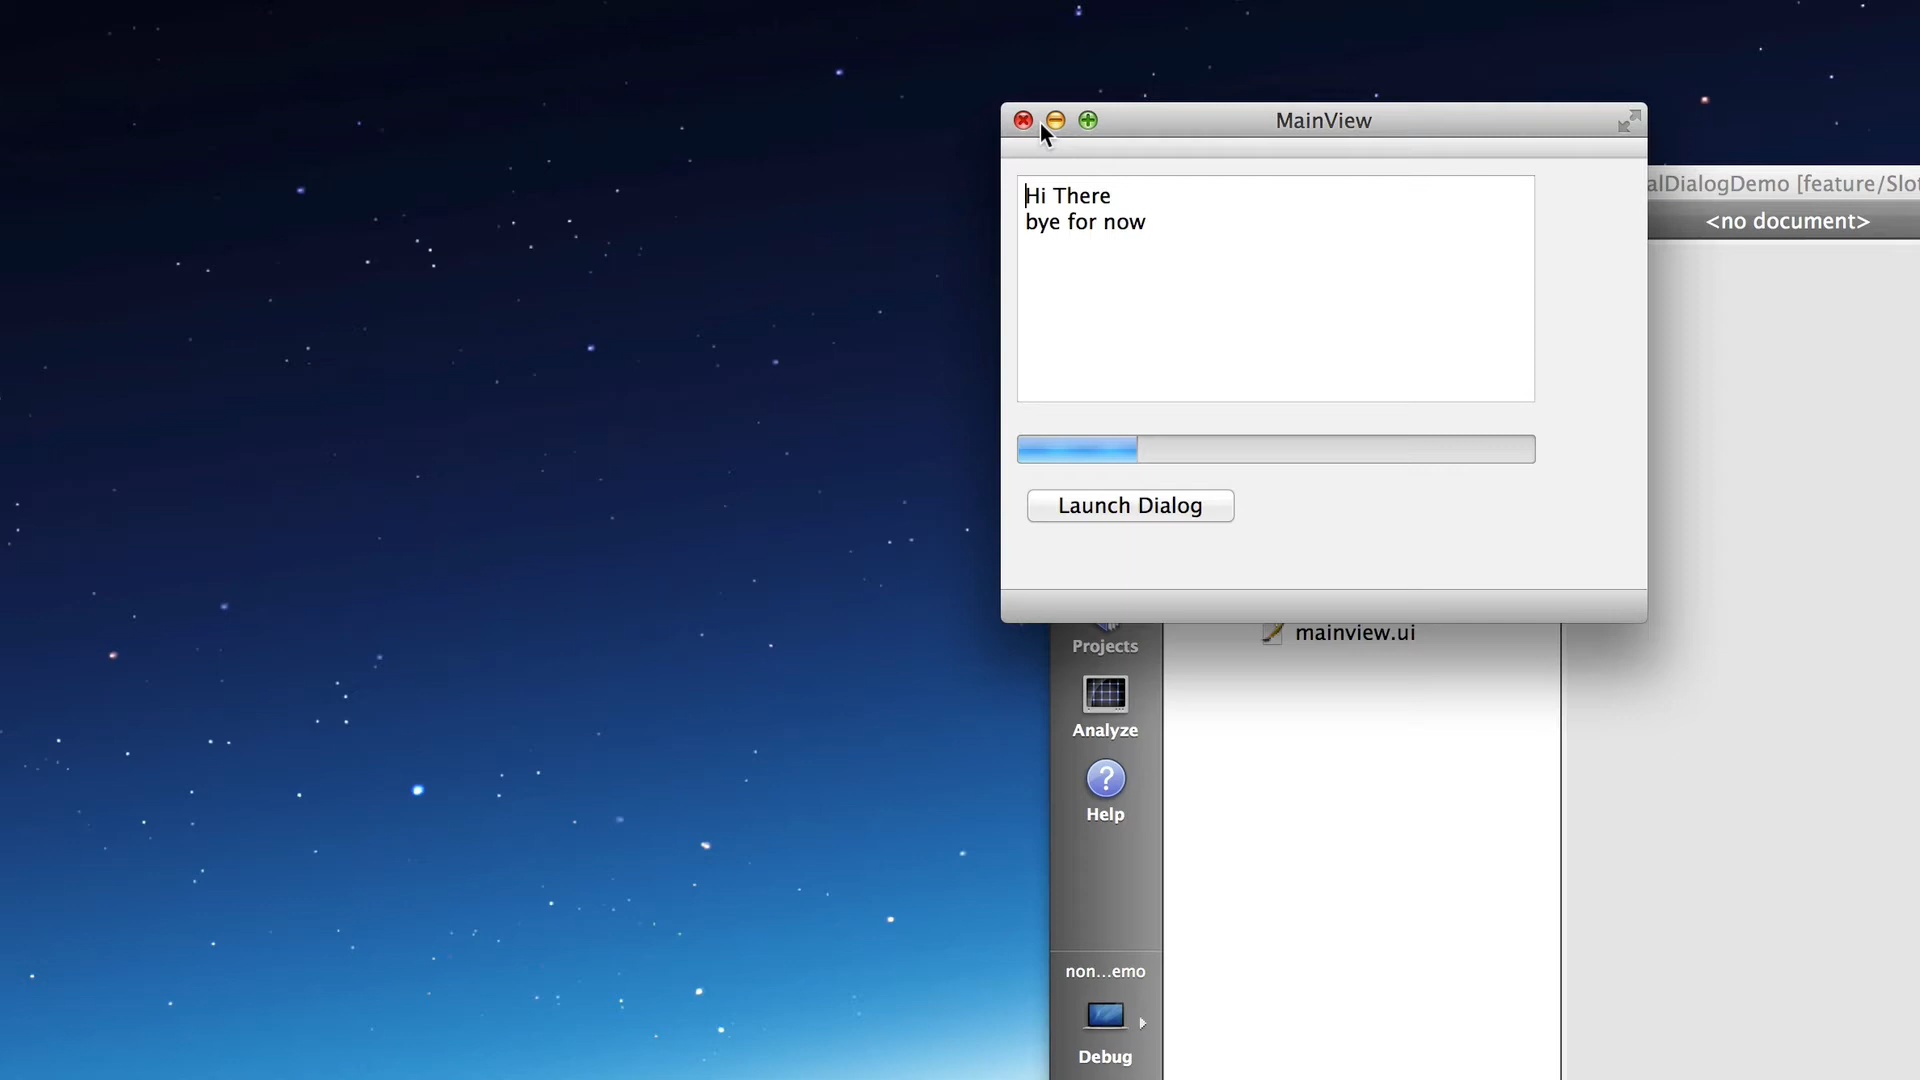 MainView
Hi There
bye for now
Launch Dialog
alDialogDemo [feature/Slot
<no document>
mainview.ui
Projects
Analyze
?
Help
non...emo
Debug